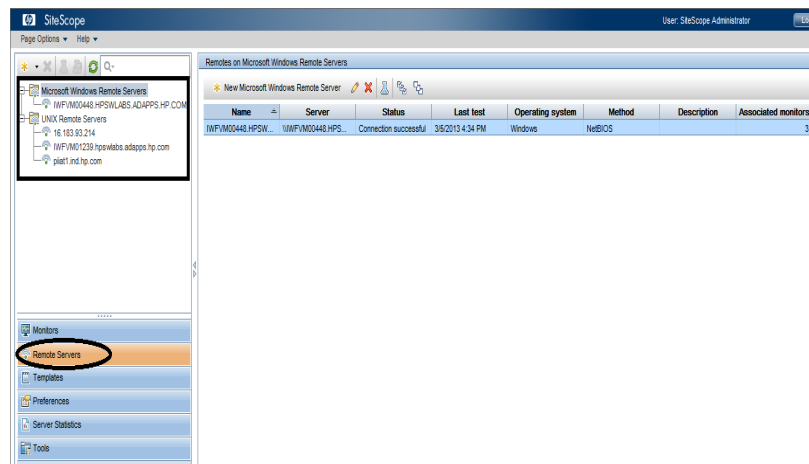 SiteScope
User: SiteScope Administrator
Page Options Help
Microsoft Windows Remote Servers
IWFVM00448.HPSWLABS.ADAPPS.HP.COM
UNIX Remote Servers
16.183.93.214
IWFVM01239.hpswlabs.adapps.hp.com
piiat1.ind.hp.com
Remotes on Microsoft Windows Remote Servers
New Microsoft Windows Remote Server
Name Server Status Last test Operating system Method Description Associated monitors
IWFVM00448.HPSW... \\IWFVM00448.HPS... Connection successful 3/5/2013 4:34 PM Windows NetBIOS 3
Monitors
Remote Servers
Templates
Preferences
Server Statistics
Tools